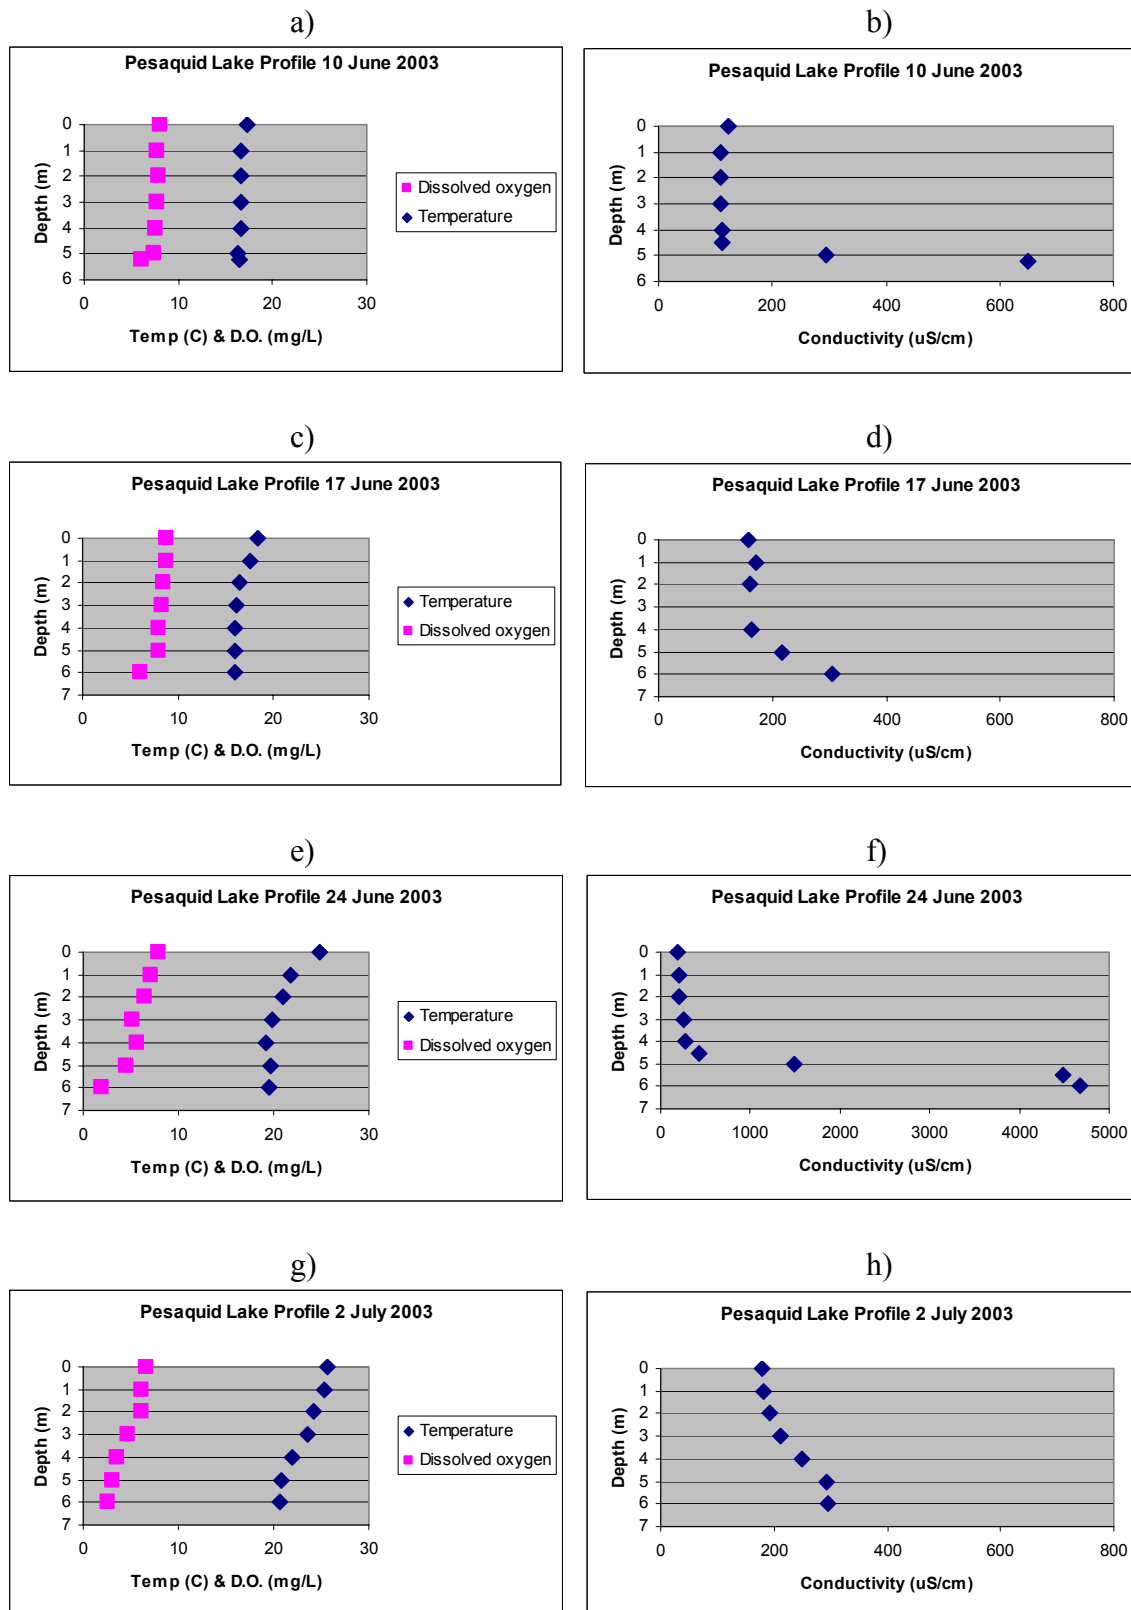 a)
Pesaquid Lake Profile 10 June 2003
0
1
2
3
4
5
6
Depth (m)
0 10 20 30
Temp (C) & D.O. (mg/L)
Dissolved oxygen
Temperature
b)
Pesaquid Lake Profile 10 June 2003
0
1
2
3
4
5
6
Depth (m)
0 200 400 600 800
Conductivity (uS/cm)
c)
Pesaquid Lake Profile 17 June 2003
0
1
2
3
4
5
6
7
Depth (m)
0 10 20 30
Temp (C) & D.O. (mg/L)
Temperature
Dissolved oxygen
d)
Pesaquid Lake Profile 17 June 2003
0
1
2
3
4
5
6
7
Depth (m)
0 200 400 600 800
Conductivity (uS/cm)
e)
Pesaquid Lake Profile 24 June 2003
0
1
2
3
4
5
6
7
Depth (m)
0 10 20 30
Temp (C) & D.O. (mg/L)
Temperature
Dissolved oxygen
f)
Pesaquid Lake Profile 24 June 2003
0
1
2
3
4
5
6
7
Depth (m)
0 1000 2000 3000 4000 5000
Conductivity (uS/cm)
g)
Pesaquid Lake Profile 2 July 2003
0
1
2
3
4
5
6
7
Depth (m)
0 10 20 30
Temp (C) & D.O. (mg/L)
Temperature
Dissolved oxygen
h)
Pesaquid Lake Profile 2 July 2003
0
1
2
3
4
5
6
7
Depth (m)
0 200 400 600 800
Conductivity (uS/cm)